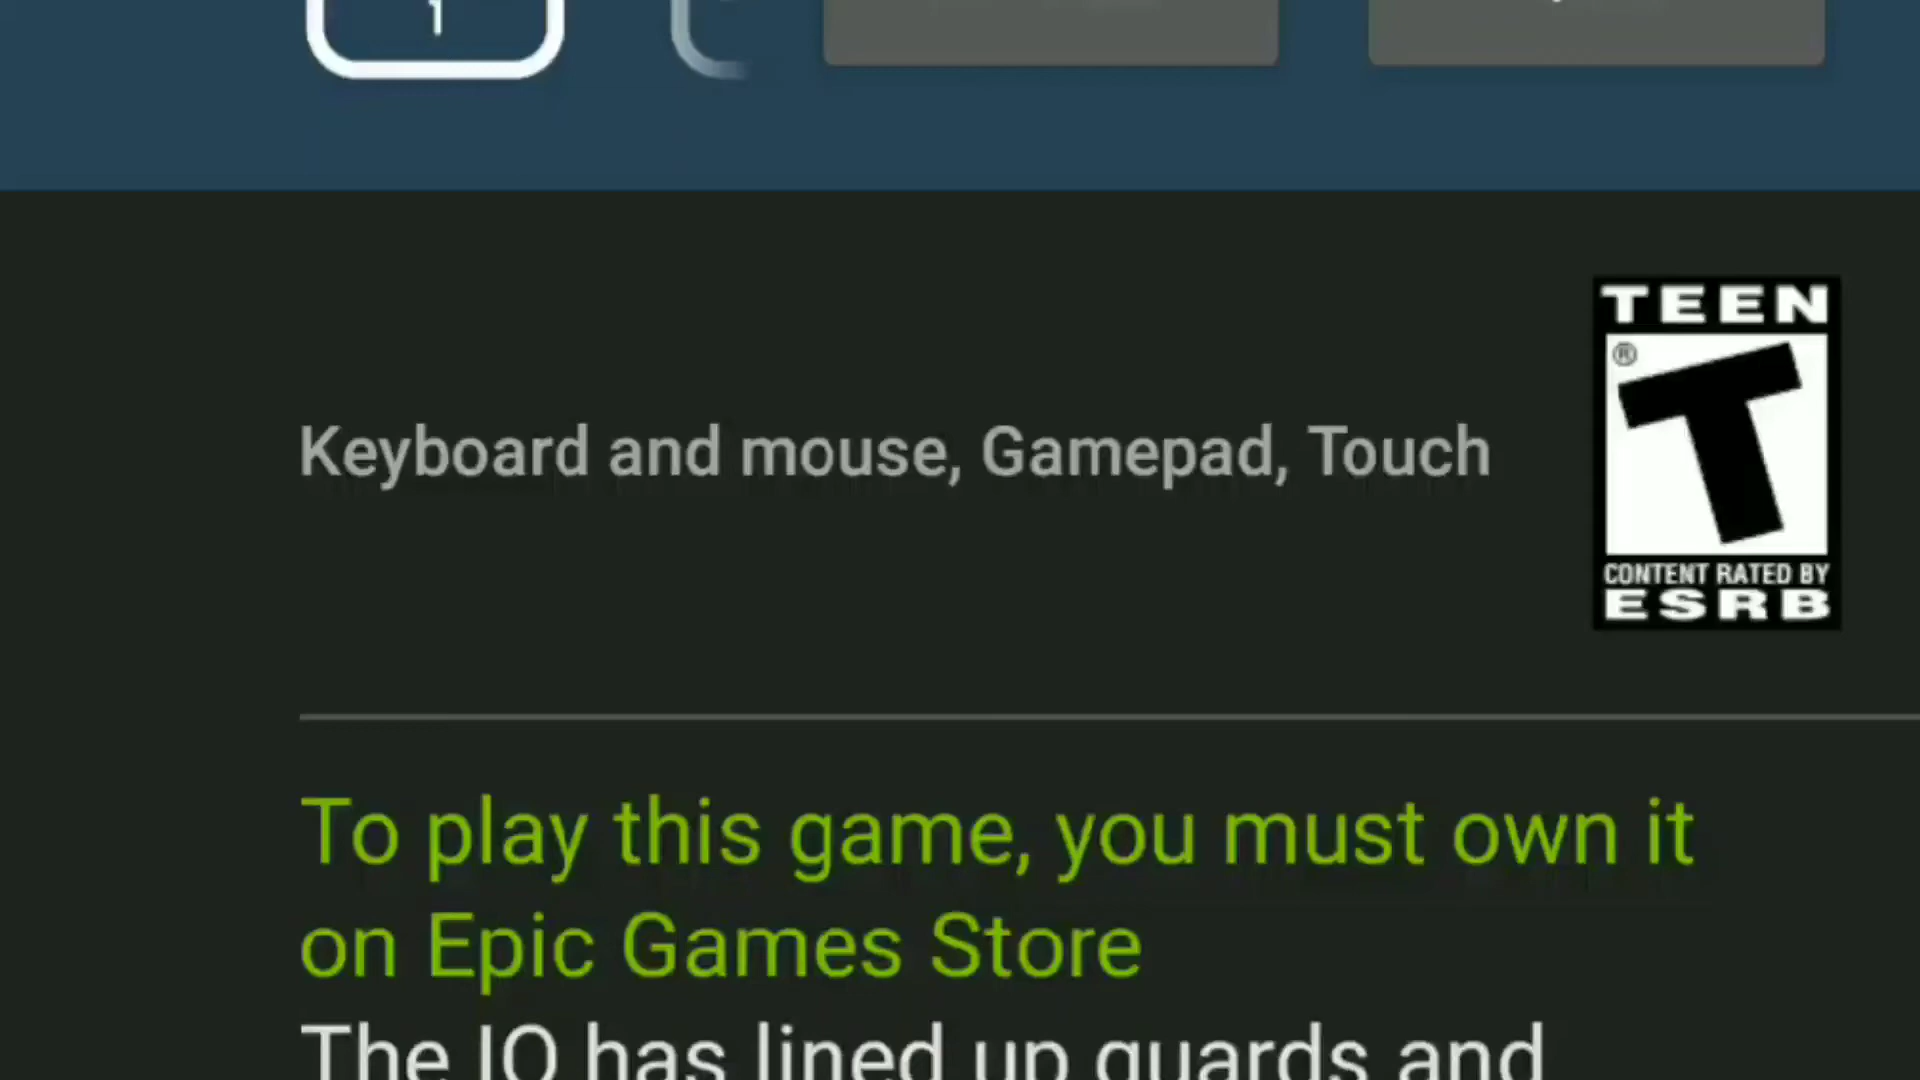 1
Keyboard and mouse, Gamepad, Touch
TEEN
®
T
CONTENT RATED BY
ESRB
To play this game, you must own it
on Epic Games Store
The IO has lined up guards and